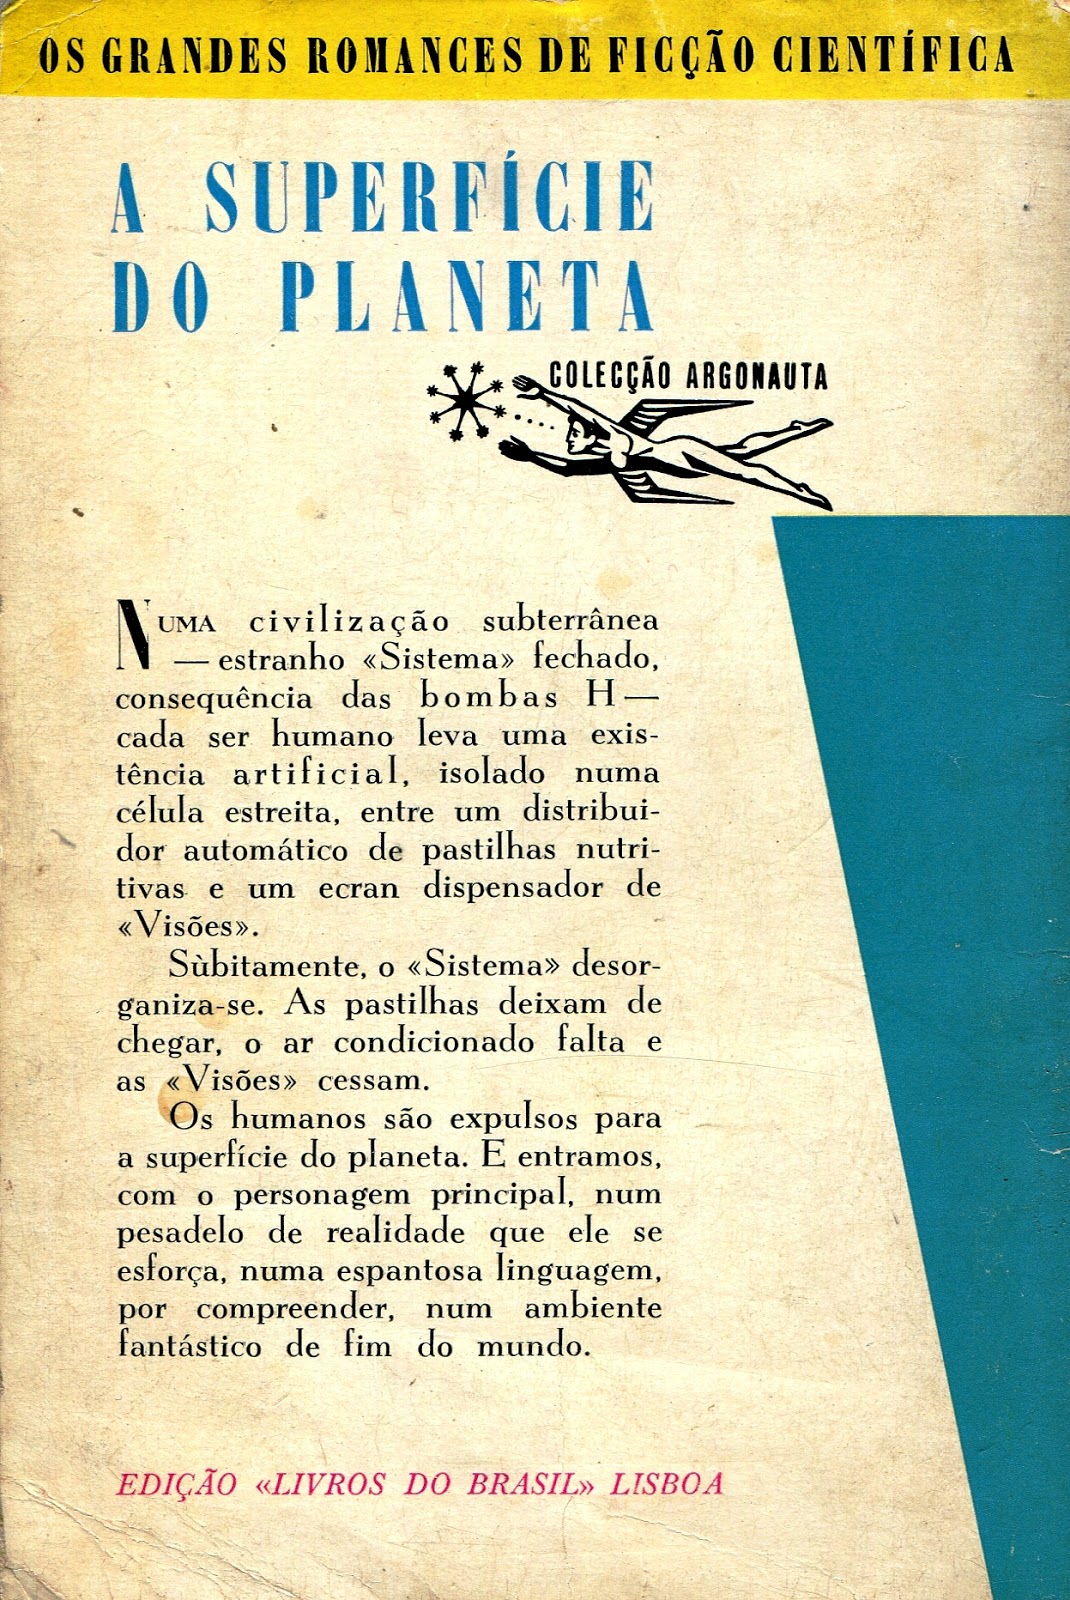 OS GRANDES ROMANCES DE FICÇÃO CIENTÍFICA
A SUPERFÍCIE
DO PLANETA
COLECÇÃO ARGONAUTA
NUMA civilização subterrânea
— estranho «Sistema» fechado,
consequência das bombas H —
cada ser humano leva uma exis-
tência artificial, isolado numa
célula estreita, entre um distribui-
dor automático de pastilhas nutri-
tivas e um ecran dispensador de
«Visões».
Sùbitamente, o «Sistema» desor-
ganiza-se. As pastilhas deixam de
chegar, o ar condicionado falta e
as «Visões» cessam.
Os humanos são expulsos para
a superfície do planeta. E entramos,
com o personagem principal, num
pesadelo de realidade que ele se
esforça, numa espantosa linguagem,
por compreender, num ambiente
fantástico de fim do mundo.
EDIÇÃO «LIVROS DO BRASIL» LISBOA